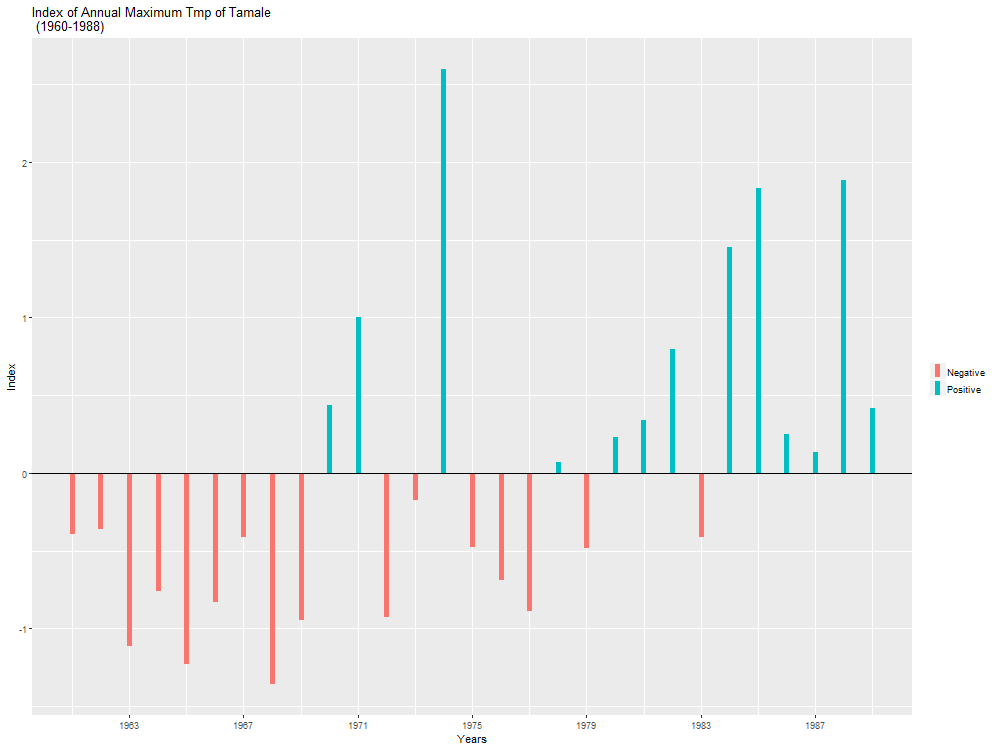 Index of Annual Maximum Tmp of Tamale
(1960-1988)
Index
2
1
0
-1
1963 1967 1971 1975 1979 1983 1987
Years
Negative
Positive